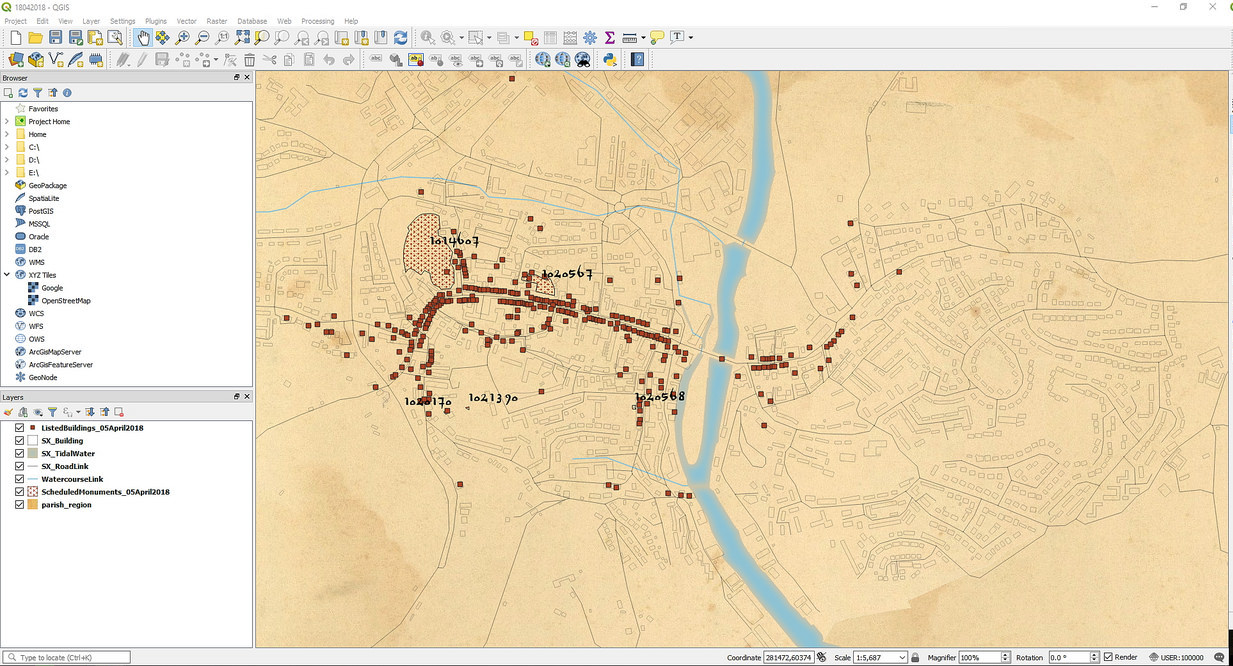 18042018 - QGIS
Project Edit View Layer Settings Plugins Vector Raster Database Web Processing Help
Browser
Favorites
Project Home
Home
C:\
D:\
E:\
GeoPackage
SpatiaLite
PostGIS
MSSQL
Oracle
DB2
WMS
XYZ Tiles
Google
OpenStreetMap
WCS
WFS
OWS
ArcGisMapServer
ArcGisFeatureServer
GeoNode
Layers
ListedBuildings_05April2018
SX_Building
SX_TidalWater
SX_RoadLink
WatercourseLink
ScheduledMonuments_05April2018
parish_region
1014607
1020567
1020170
1021390
1020568
Type to locate (Ctrl+K)
Coordinate 281472,60374 Scale 1:5,687 Magnifier 100% Rotation 0.0 ° Render USER:100000